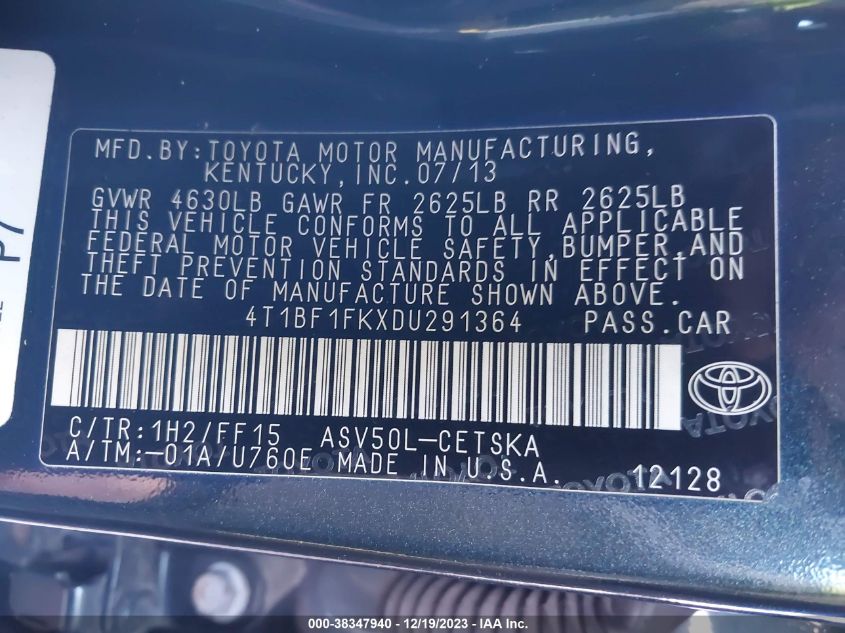 MFD.BY:TOYOTA MOTOR MANUFACTURING,
KENTUCKY,INC.07/13
GVWR 4630LB GAWR FR 2625LB RR 2625LB
THIS VEHICLE CONFORMS TO ALL APPLICABLE
FEDERAL MOTOR VEHICLE SAFETY,BUMPER,AND
THEFT PREVENTION STANDARDS IN EFFECT ON
THE DATE OF MANUFACTURE SHOWN ABOVE.
4T1BF1FKXDU291364 PASS.CAR
C/TR:1H2/FF15 ASV50L-CETSKA
A/TM:-01A/U760E MADE IN U.S.A. 12128
P7
000-38347940 - 12/19/2023 - IAA Inc.